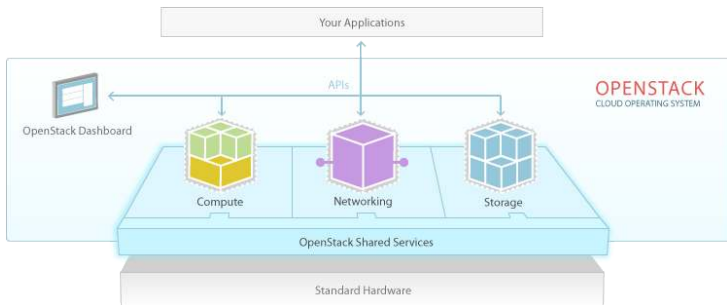 Your Applications
APIs
OPENSTACK
CLOUD OPERATING SYSTEM
OpenStack Dashboard
Compute
Networking
Storage
OpenStack Shared Services
Standard Hardware